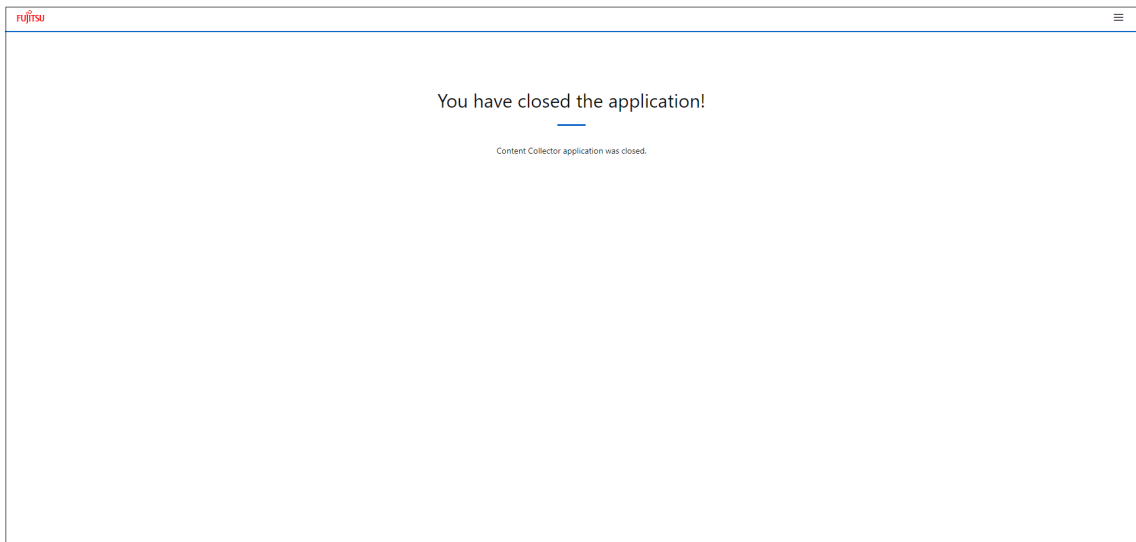 FUJITSU
You have closed the application!
Content Collector application was closed.